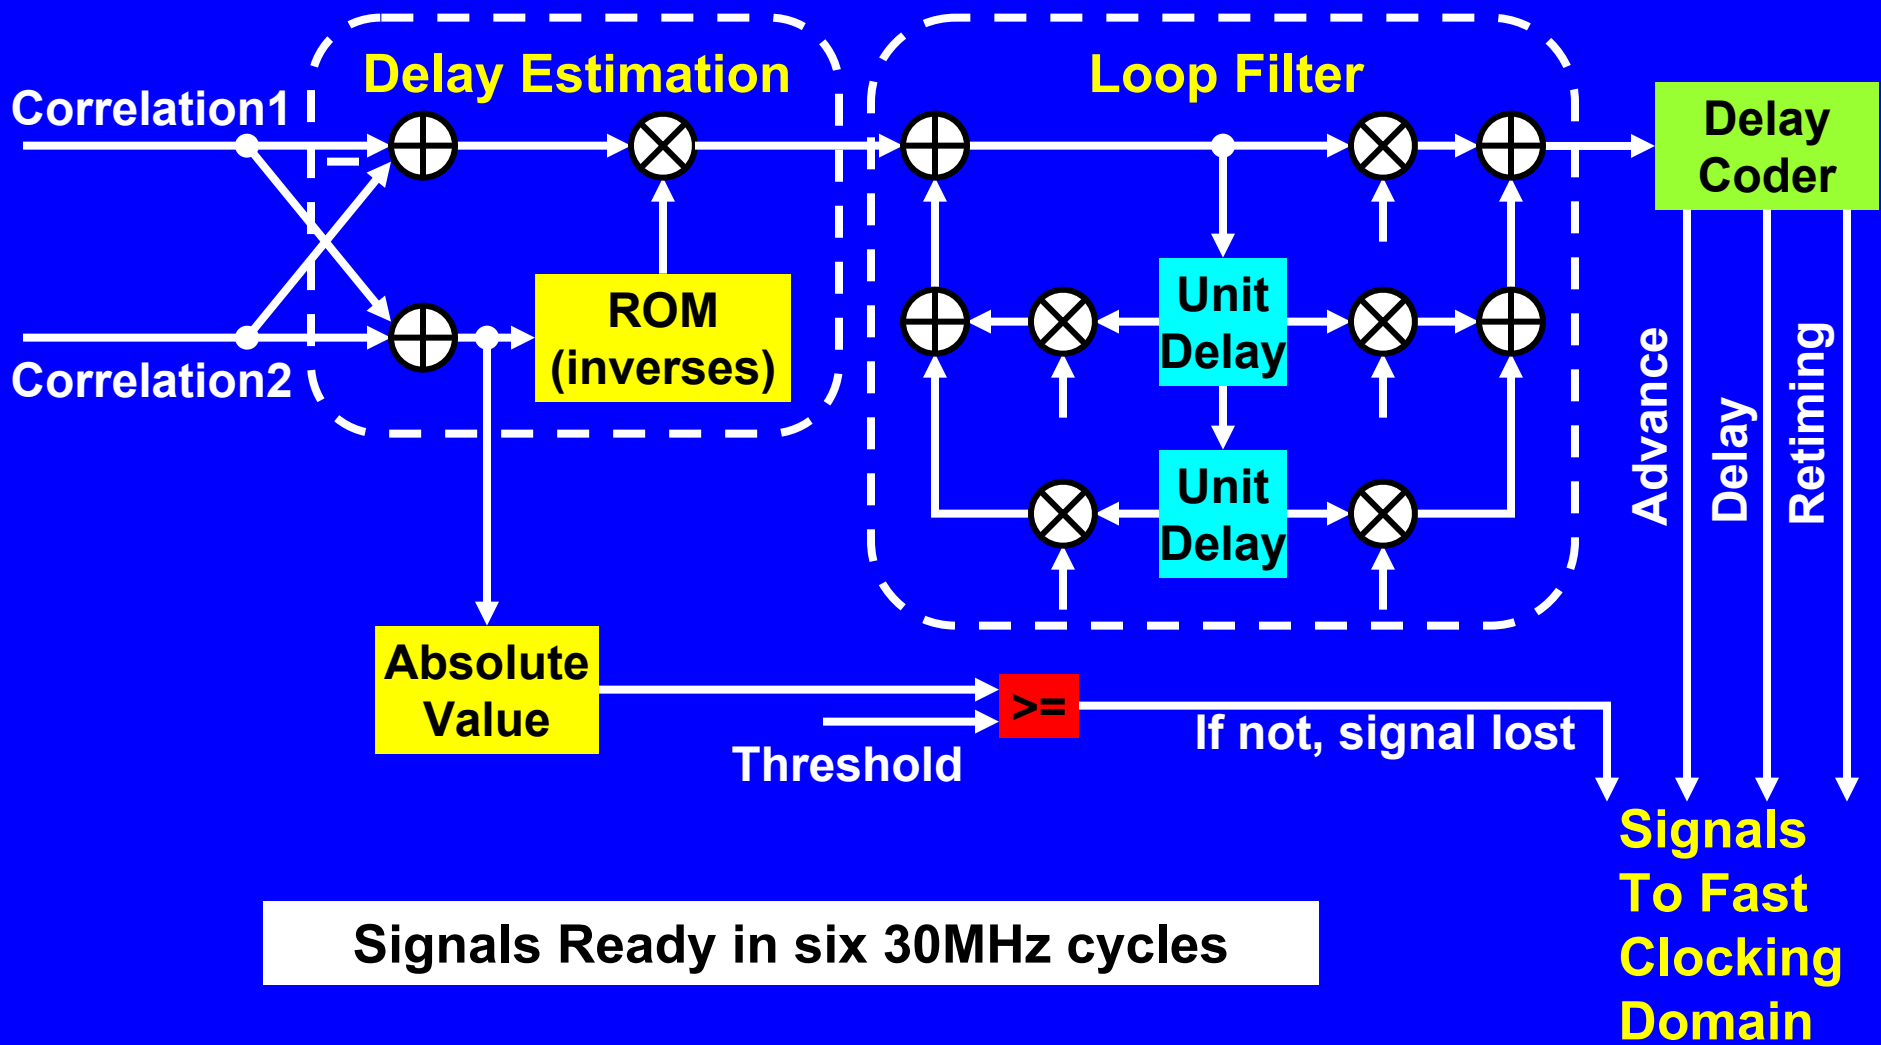 Delay Estimation
Loop Filter
Correlation1
Delay
Coder
ROM
(inverses)
Unit
Delay
Correlation2
Unit
Delay
Advance
Delay
Retiming
Absolute
Value
>=
Threshold
If not, signal lost
Signals
To Fast
Clocking
Domain
Signals Ready in six 30MHz cycles